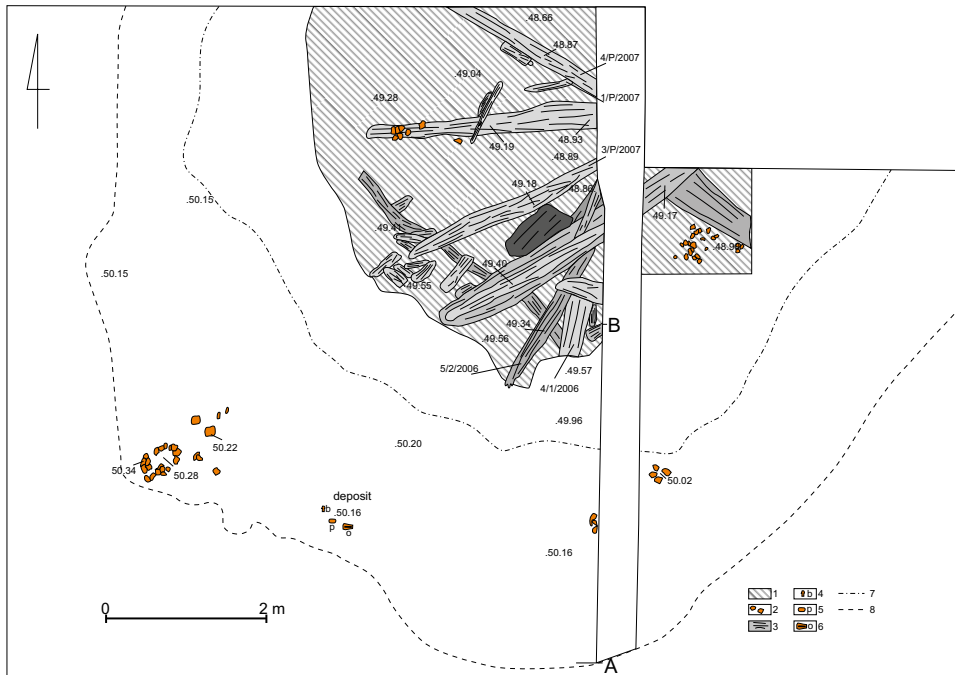 .48.66
.48.87
4/P/2007
.49.04
.49.28
1/P/2007
48.93
49.19
3/P/2007
.48.89
49.18
.48.86
.50.15
49.17
.49.41
.48.99
.50.15
49.40
.49.55
49.34
B
.49.56
5/2/2006
.49.57
4/1/2006
.49.96
.50.20
50.22
50.34
50.28
50.02
deposit
b
.50.16
p
o
.50.16
0 2 m
1 b 4 7
2 p 5 8
3 o 6
A